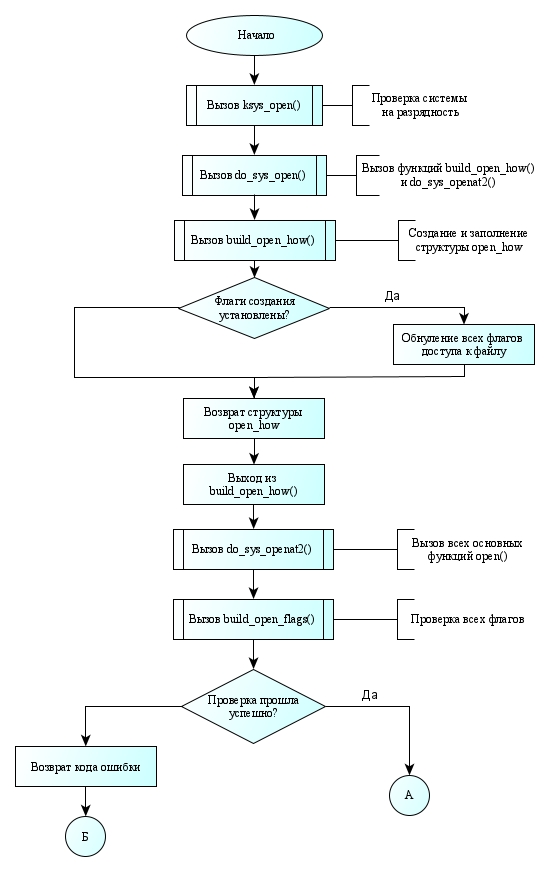 Начало
Вызов ksys_open()
Проверка системы
на разрядность
Вызов do_sys_open()
Вызов функций build_open_how()
и do_sys_openat2()
Вызов build_open_how()
Создание и заполнение
структуры open_how
Флаги создания
установлены?
Да
Обнуление всех флагов
доступа к файлу
Возврат структуры
open_how
Выход из
build_open_how()
Вызов do_sys_openat2()
Вызов всех основных
функций open()
Вызов build_open_flags()
Проверка всех флагов
Проверка прошла
успешно?
Да
Возврат кода ошибки
А
Б